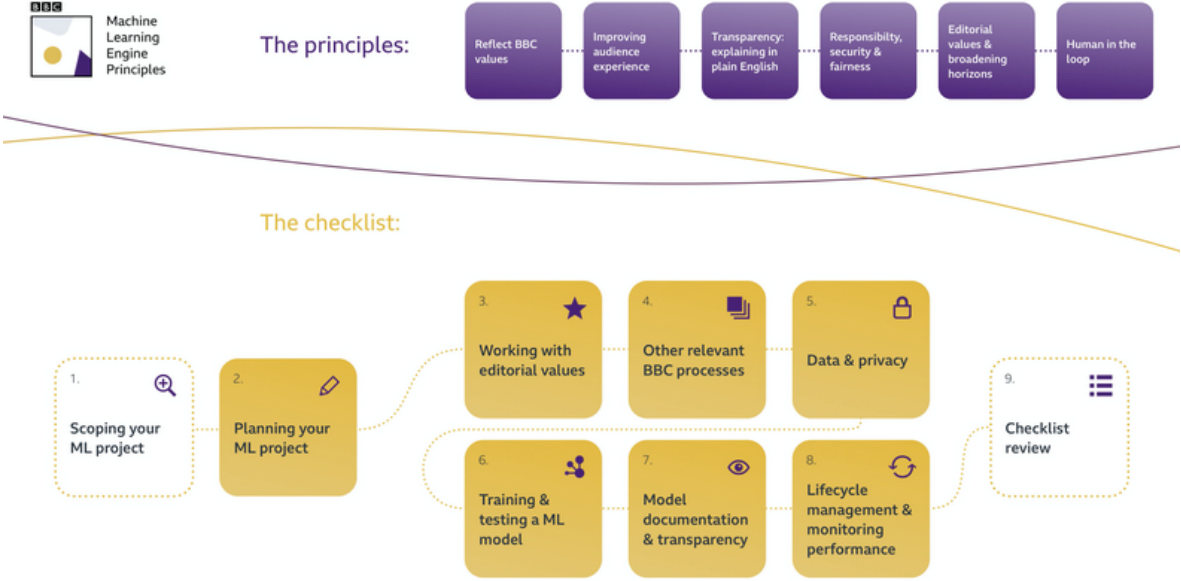 BBC
Machine
Learning
Engine
Principles
The principles:
Reflect BBC
values
Improving
audience
experience
Transparency:
explaining in
plain English
Responsibilty,
security &
fairness
Editorial
values &
broadening
horizons
Human in the
loop
The checklist:
1.
Scoping your
ML project
2.
Planning your
ML project
3.
Working with
editorial values
4.
Other relevant
BBC processes
5.
Data & privacy
6.
Training &
testing a ML
model
7.
Model
documentation
& transparency
8.
Lifecycle
management &
monitoring
performance
9.
Checklist
review